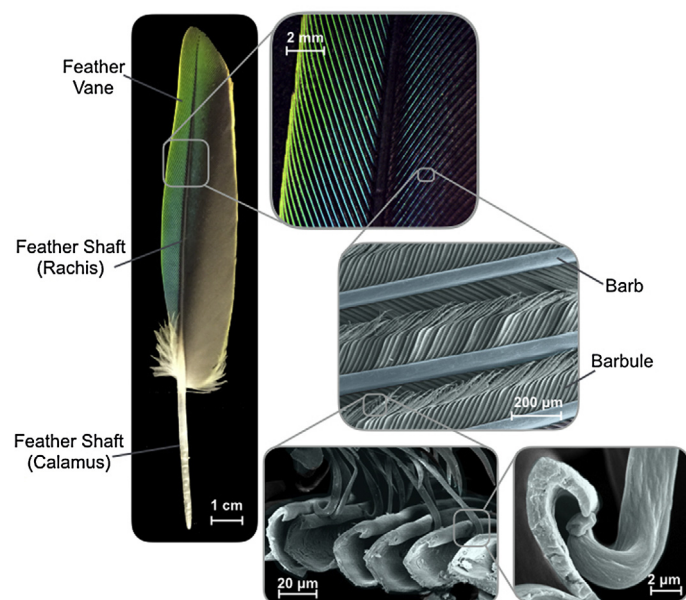 Feather
Vane
2 mm
Feather Shaft
(Rachis)
Barb
Barbule
200 µm
Feather Shaft
(Calamus)
1 cm
20 µm
2 µm